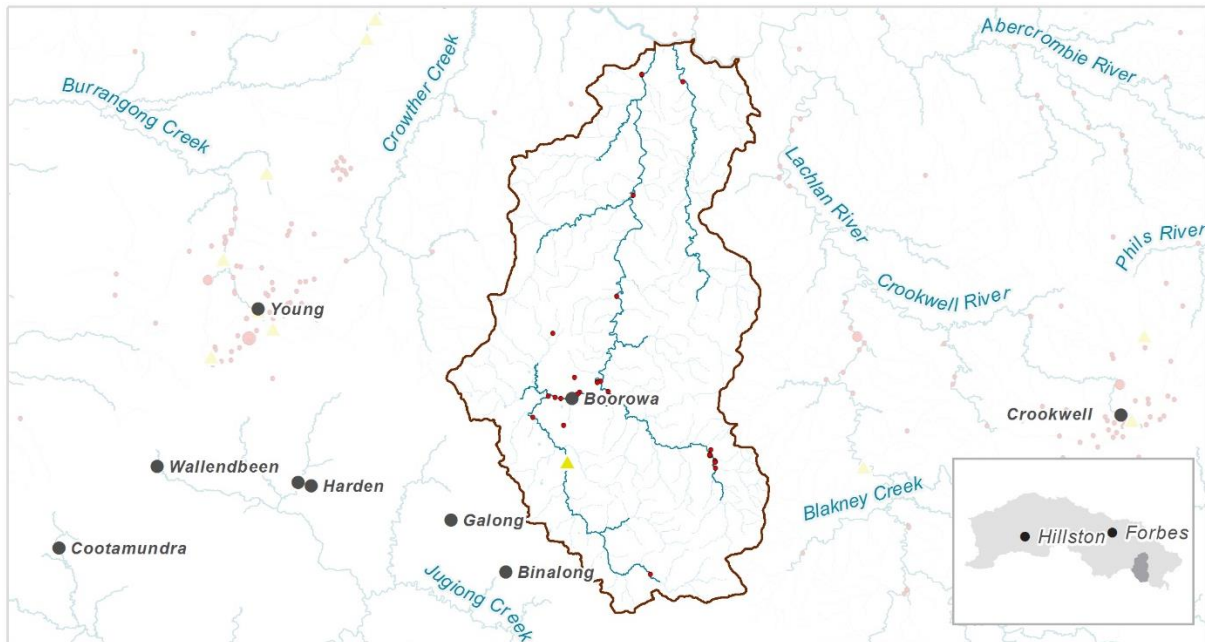 Abercrombie River
Burrangong Creek
Crowther Creek
Lachlan River
Phils River
Crookwell River
Young
Boorowa
Crookwell
Wallendbeen
Harden
Blakney Creek
Galong
Hillston
Forbes
Cootamundra
Binalong
Jugiong Creek